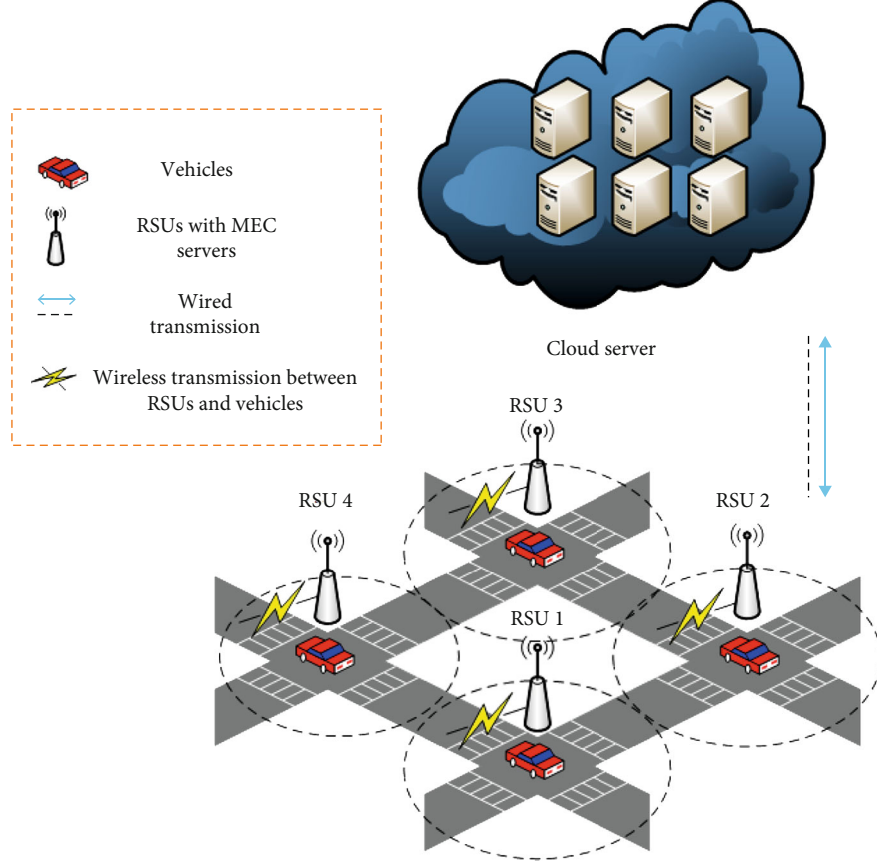 Vehicles
RSUs with MEC
servers
Wired
transmission
Wireless transmission between
RSUs and vehicles
Cloud server
RSU 3
RSU 4
RSU 2
RSU 1